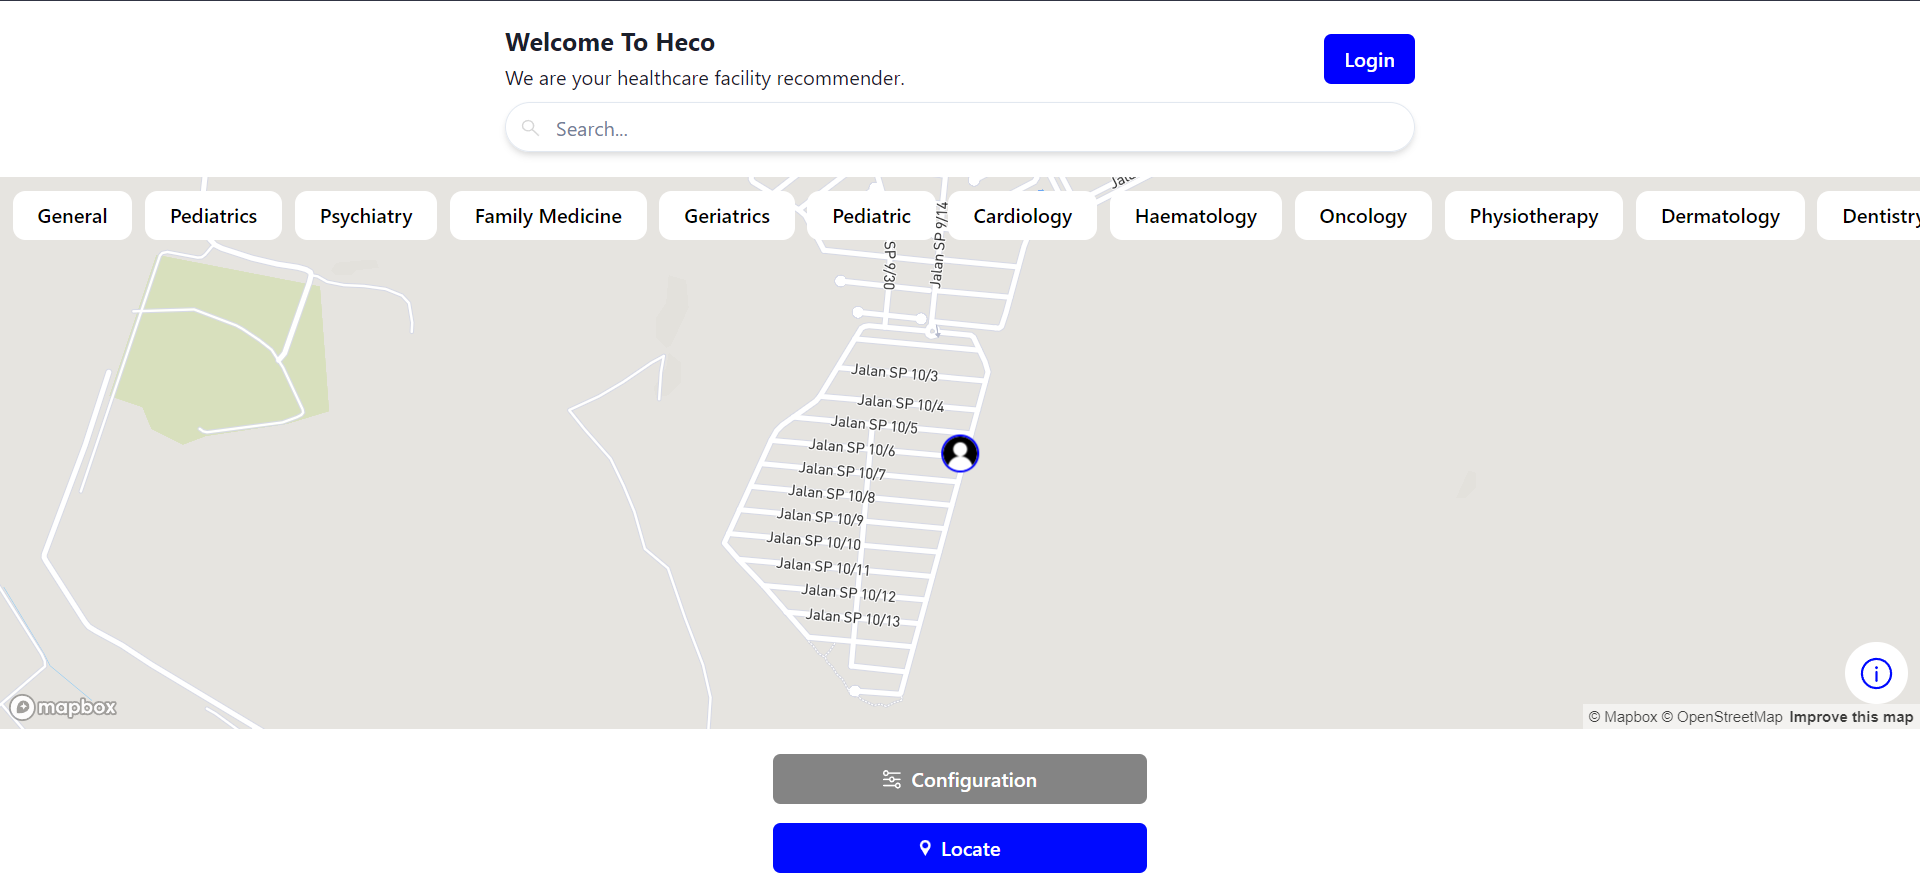 Welcome To Heco
We are your healthcare facility recommender.
Login
Search...
General
Pediatrics
Psychiatry
Family Medicine
Geriatrics
Pediatric
Cardiology
Haematology
Oncology
Physiotherapy
Dermatology
Dentistry
SP 9/30
Jalan SP 9/14
Jalan SP 10/3
Jalan SP 10/4
Jalan SP 10/5
Jalan SP 10/6
Jalan SP 10/7
Jalan SP 10/8
Jalan SP 10/9
Jalan SP 10/10
Jalan SP 10/11
Jalan SP 10/12
Jalan SP 10/13
mapbox
© Mapbox © OpenStreetMap Improve this map
Configuration
Locate